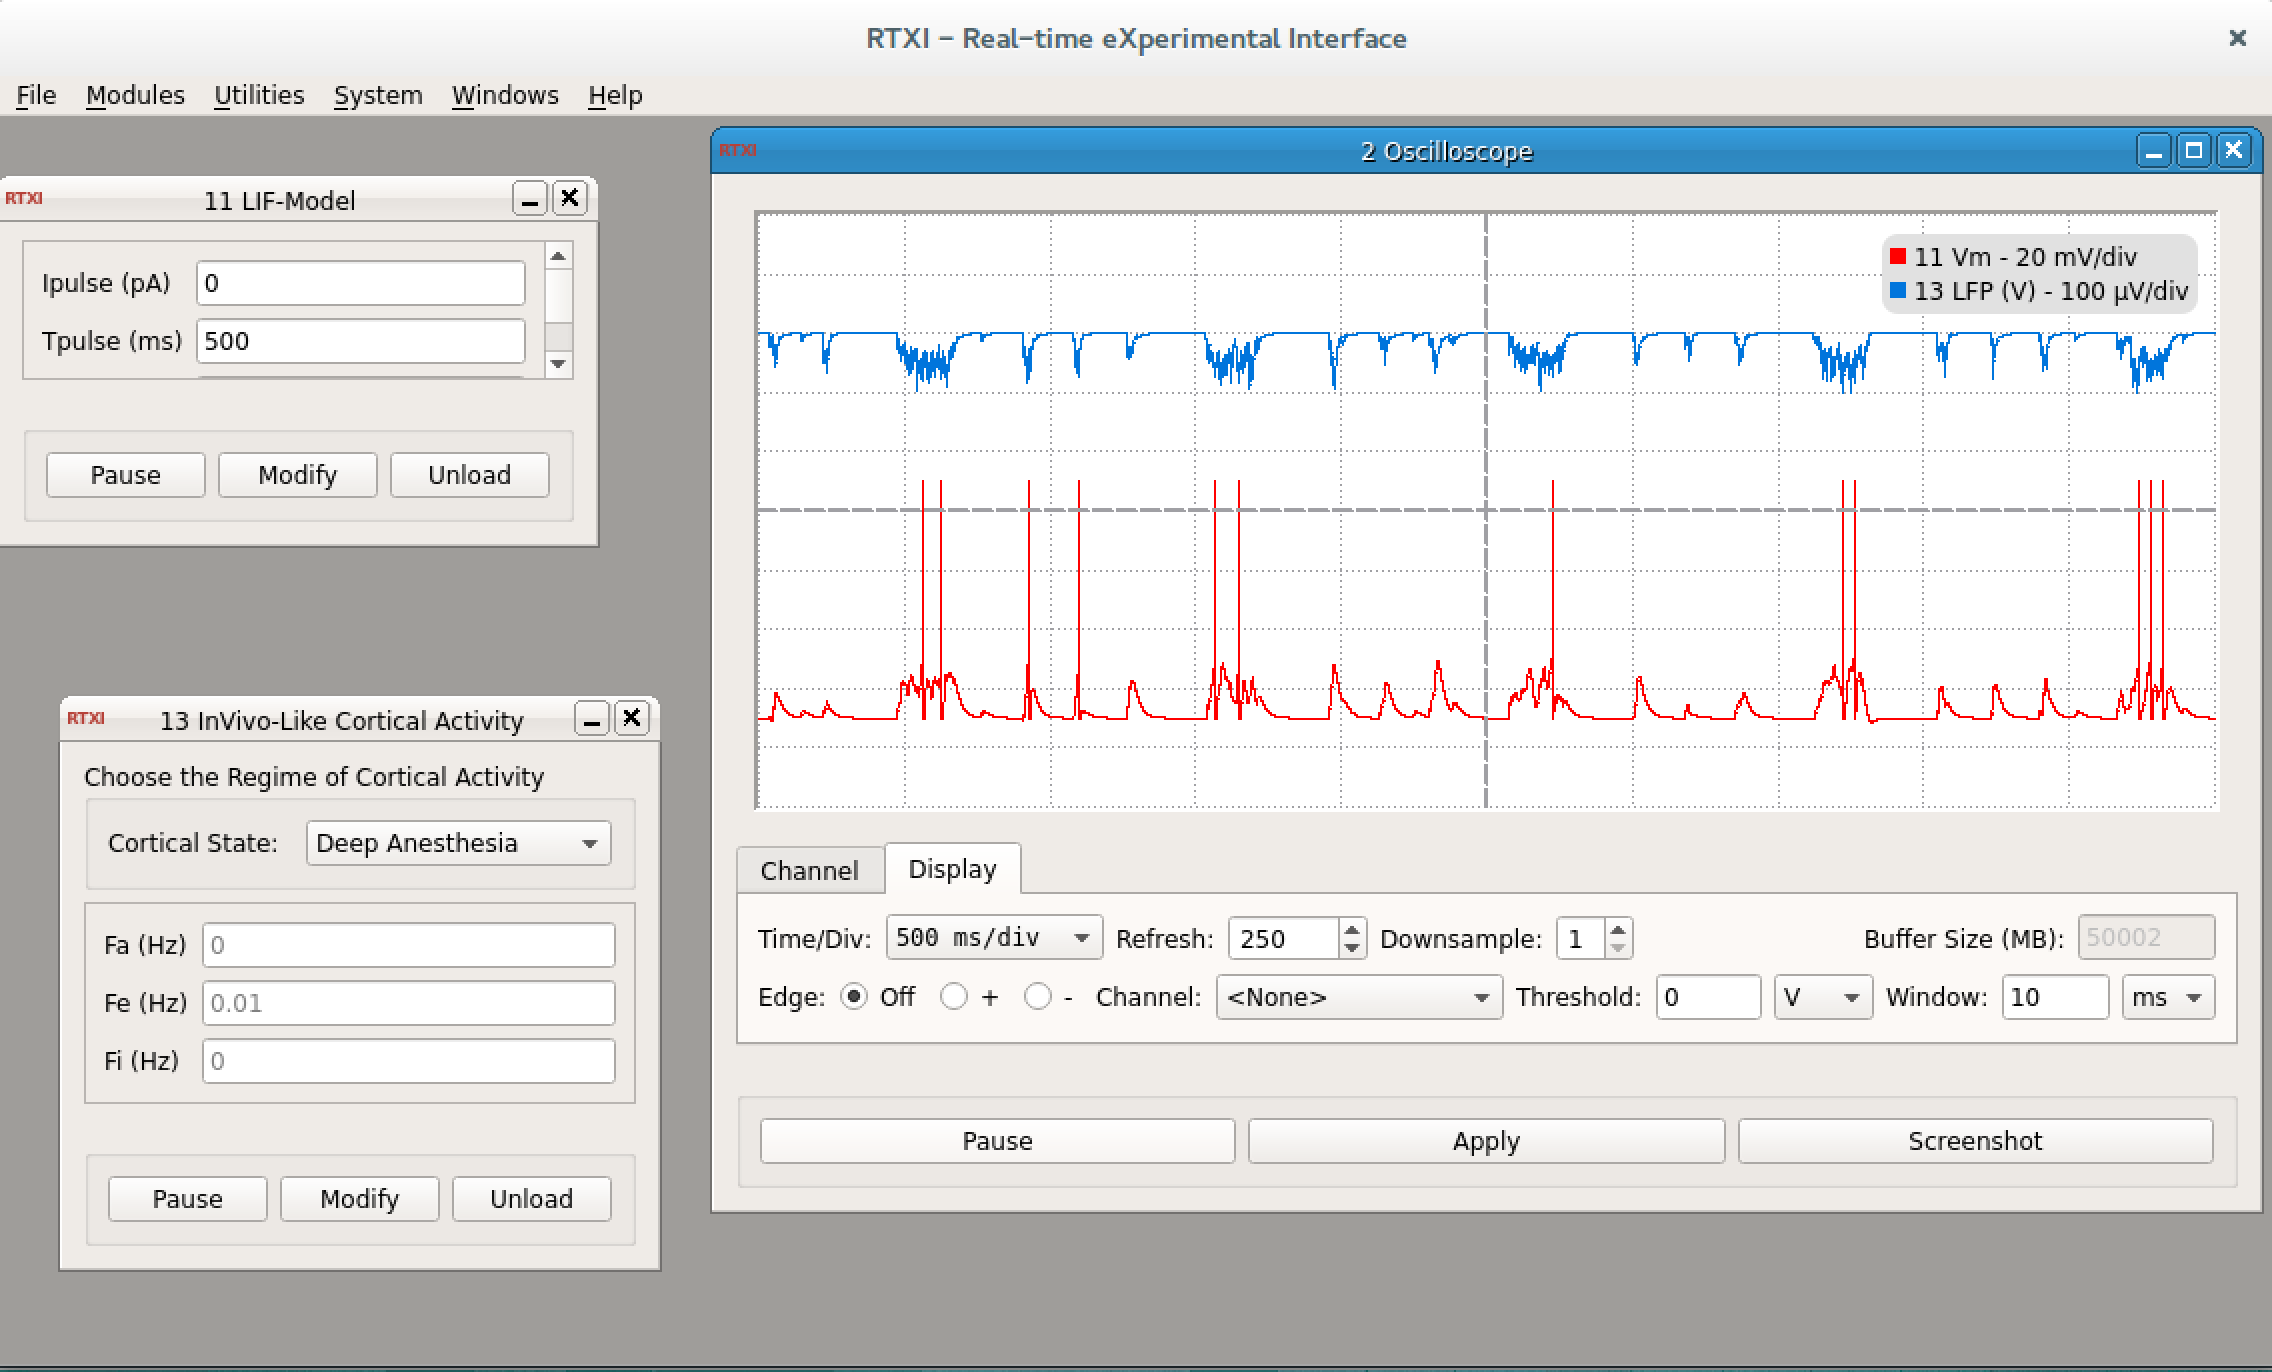 RTXI - Real-time eXperimental Interface
File Modules Utilities System Windows Help
RTXI 11 LIF-Model
Ipulse (pA) 0
Tpulse (ms) 500
Pause Modify Unload
RTXI 13 InVivo-Like Cortical Activity
Choose the Regime of Cortical Activity
Cortical State: Deep Anesthesia
Fa (Hz) 0
Fe (Hz) 0.01
Fi (Hz) 0
Pause Modify Unload
RTXI 2 Oscilloscope
11 Vm - 20 mV/div
13 LFP (V) - 100 µV/div
Channel Display
Time/Div: 500 ms/div Refresh: 250 Downsample: 1 Buffer Size (MB): 50002
Edge: Off + - Channel: <None> Threshold: 0 V Window: 10 ms
Pause Apply Screenshot